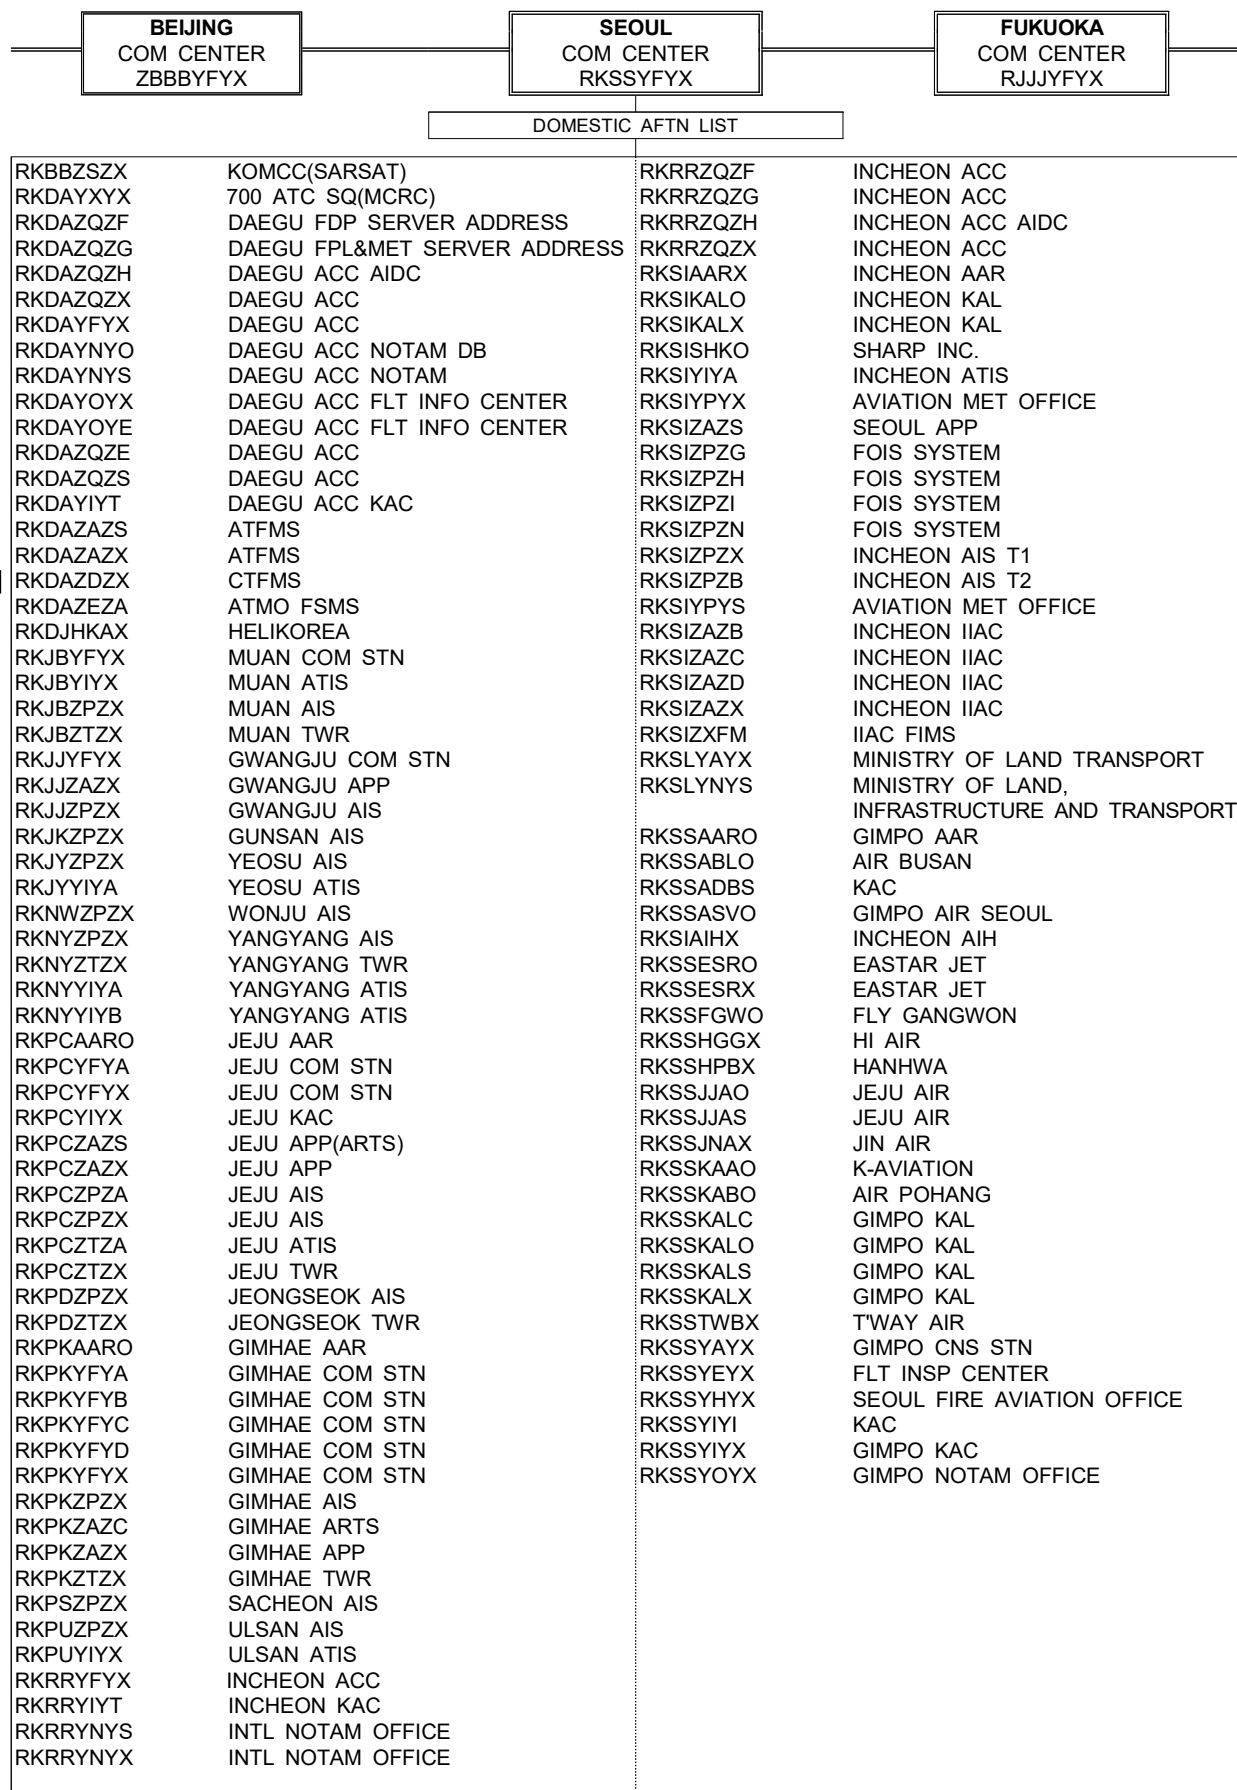 BEIJING
COM CENTER
ZBBBYFYX
SEOUL
COM CENTER
RKSSYFYX
FUKUOKA
COM CENTER
RJJJYFYX
DOMESTIC AFTN LIST
RKBBZSZX KOMCC(SARSAT)
RKDAYXYX 700 ATC SQ(MCRC)
RKDAZQZF DAEGU FDP SERVER ADDRESS
RKDAZQZG DAEGU FPL&MET SERVER ADDRESS
RKDAZQZH DAEGU ACC AIDC
RKDAZQZX DAEGU ACC
RKDAYFYX DAEGU ACC
RKDAYNYO DAEGU ACC NOTAM DB
RKDAYNYS DAEGU ACC NOTAM
RKDAYOYX DAEGU ACC FLT INFO CENTER
RKDAYOYE DAEGU ACC FLT INFO CENTER
RKDAZQZE DAEGU ACC
RKDAZQZS DAEGU ACC
RKDAYIYT DAEGU ACC KAC
RKDAZAZS ATFMS
RKDAZAZX ATFMS
RKDAZDZX CTFMS
RKDAZEZA ATMO FSMS
RKDJHKAX HELIKOREA
RKJBYFYX MUAN COM STN
RKJBYIYX MUAN ATIS
RKJBZPZX MUAN AIS
RKJBZTZX MUAN TWR
RKJJYFYX GWANGJU COM STN
RKJJZAZX GWANGJU APP
RKJJZPZX GWANGJU AIS
RKJKZPZX GUNSAN AIS
RKJYZPZX YEOSU AIS
RKJYYIYA YEOSU ATIS
RKNWZPZX WONJU AIS
RKNYZPZX YANGYANG AIS
RKNYZTZX YANGYANG TWR
RKNYYIYA YANGYANG ATIS
RKNYYIYB YANGYANG ATIS
RKPCAARO JEJU AAR
RKPCYFYA JEJU COM STN
RKPCYFYX JEJU COM STN
RKPCYIYX JEJU KAC
RKPCZAZS JEJU APP(ARTS)
RKPCZAZX JEJU APP
RKPCZPZA JEJU AIS
RKPCZPZX JEJU AIS
RKPCZTZA JEJU ATIS
RKPCZTZX JEJU TWR
RKPDZPZX JEONGSEOK AIS
RKPDZTZX JEONGSEOK TWR
RKPKAARO GIMHAE AAR
RKPKYFYA GIMHAE COM STN
RKPKYFYB GIMHAE COM STN
RKPKYFYC GIMHAE COM STN
RKPKYFYD GIMHAE COM STN
RKPKYFYX GIMHAE COM STN
RKPKZPZX GIMHAE AIS
RKPKZAZC GIMHAE ARTS
RKPKZAZX GIMHAE APP
RKPKZTZX GIMHAE TWR
RKPSZPZX SACHEON AIS
RKPUZPZX ULSAN AIS
RKPUYIYX ULSAN ATIS
RKRRYFYX INCHEON ACC
RKRRYIYT INCHEON KAC
RKRRYNYS INTL NOTAM OFFICE
RKRRYNYX INTL NOTAM OFFICE
RKRRZQZF INCHEON ACC
RKRRZQZG INCHEON ACC
RKRRZQZH INCHEON ACC AIDC
RKRRZQZX INCHEON ACC
RKSIAARX INCHEON AAR
RKSIKALO INCHEON KAL
RKSIKALX INCHEON KAL
RKSISHKO SHARP INC.
RKSIYIYA INCHEON ATIS
RKSIYPYX AVIATION MET OFFICE
RKSIZAZS SEOUL APP
RKSIZPZG FOIS SYSTEM
RKSIZPZH FOIS SYSTEM
RKSIZPZI FOIS SYSTEM
RKSIZPZN FOIS SYSTEM
RKSIZPZX INCHEON AIS T1
RKSIZPZB INCHEON AIS T2
RKSIYPYS AVIATION MET OFFICE
RKSIZAZB INCHEON IIAC
RKSIZAZC INCHEON IIAC
RKSIZAZD INCHEON IIAC
RKSIZAZX INCHEON IIAC
RKSIZXFM IIAC FIMS
RKSLYAYX MINISTRY OF LAND TRANSPORT
RKSLYNYS MINISTRY OF LAND,
INFRASTRUCTURE AND TRANSPORT
RKSSAARO GIMPO AAR
RKSSABLO AIR BUSAN
RKSSADBS KAC
RKSSASVO GIMPO AIR SEOUL
RKSIAIHX INCHEON AIH
RKSSESRO EASTAR JET
RKSSESRX EASTAR JET
RKSSFGWO FLY GANGWON
RKSSHGGX HI AIR
RKSSHPBX HANHWA
RKSSJJAO JEJU AIR
RKSSJJAS JEJU AIR
RKSSJNAX JIN AIR
RKSSKAAO K-AVIATION
RKSSKABO AIR POHANG
RKSSKALC GIMPO KAL
RKSSKALO GIMPO KAL
RKSSKALS GIMPO KAL
RKSSKALX GIMPO KAL
RKSSTWBX T'WAY AIR
RKSSYAYX GIMPO CNS STN
RKSSYEYX FLT INSP CENTER
RKSSYHYX SEOUL FIRE AVIATION OFFICE
RKSSYIYI KAC
RKSSYIYX GIMPO KAC
RKSSYOYX GIMPO NOTAM OFFICE